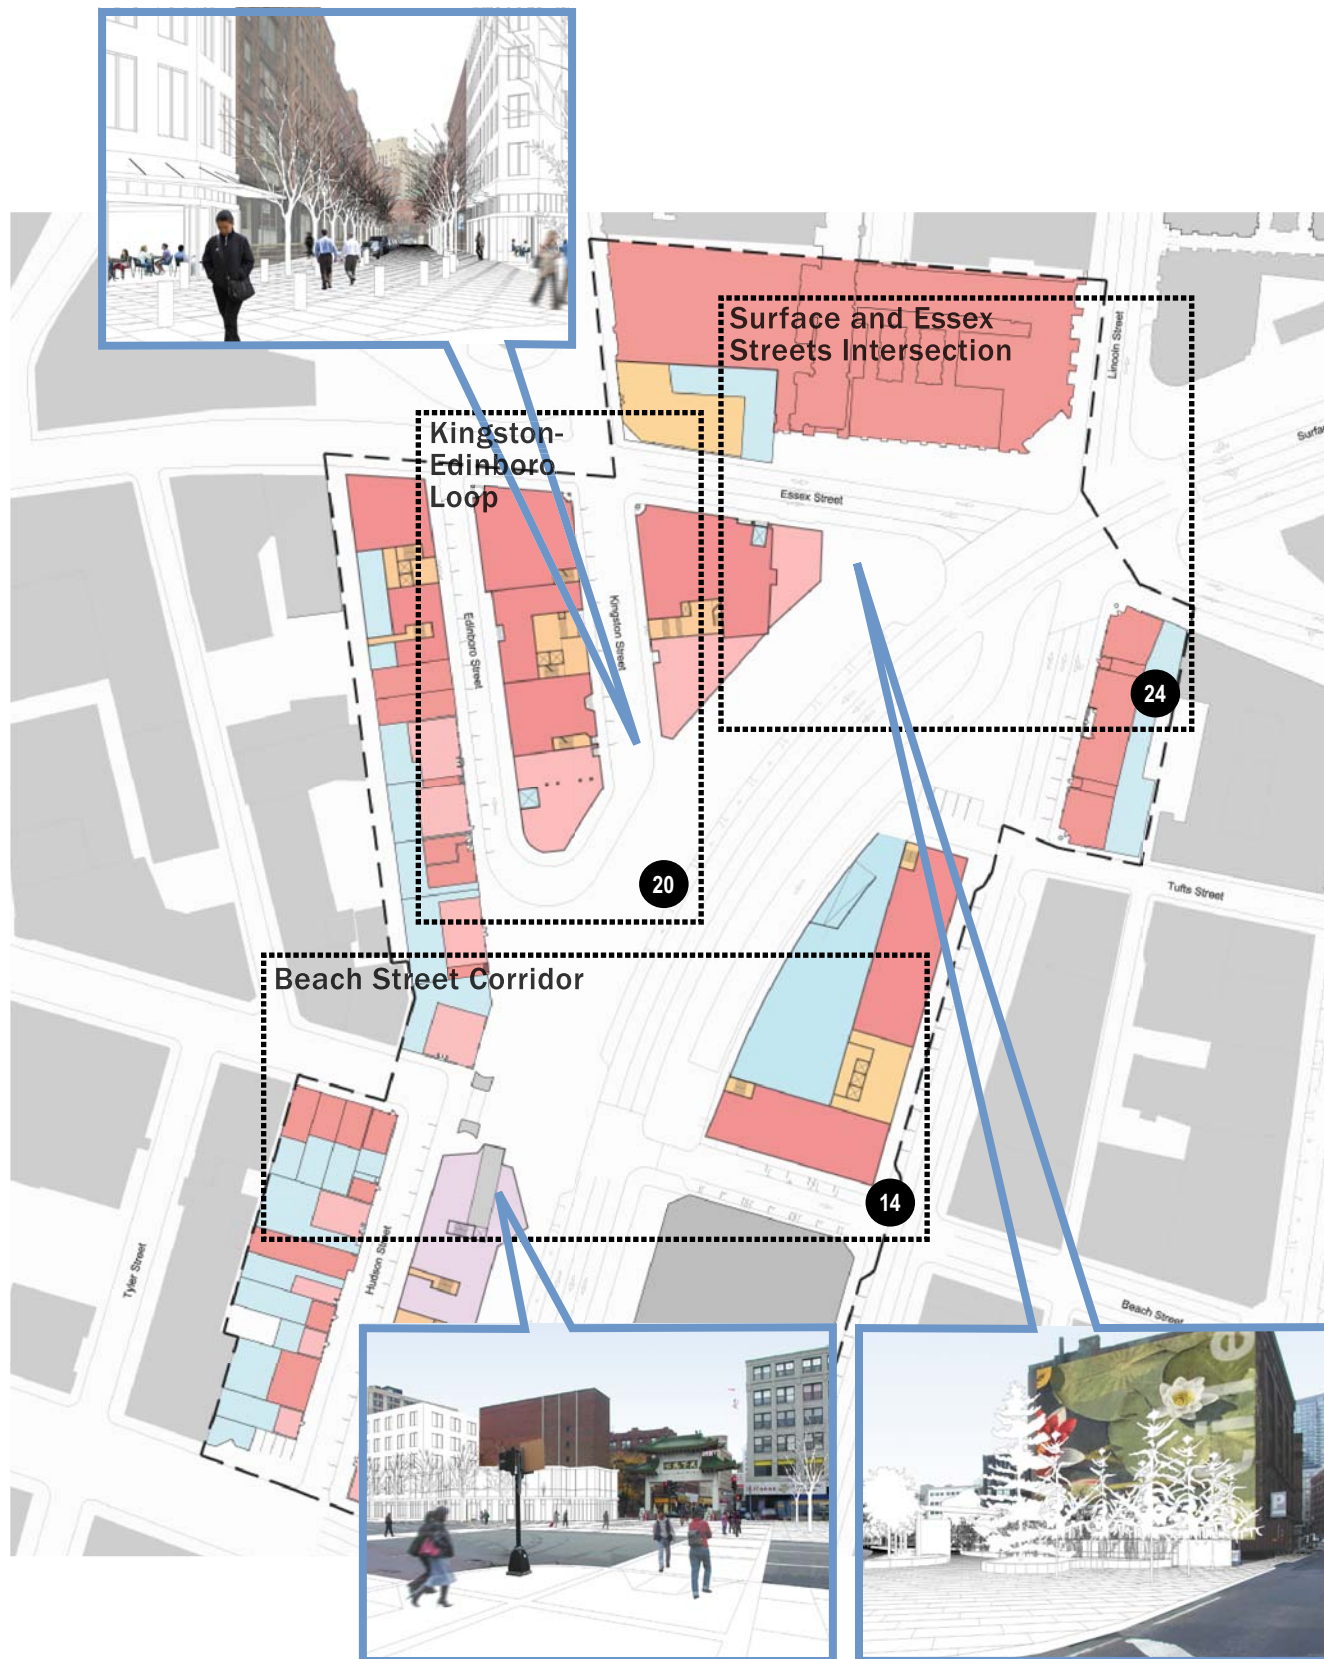 Surface and Essex
Streets Intersection
Lincoln Street
Kingston-
Edinboro
Loop
Essex Street
Edinboro Street
Kingston Street
24
20
Tufts Street
Beach Street Corridor
14
Tyler Street
Hudson Street
Beach Street
P